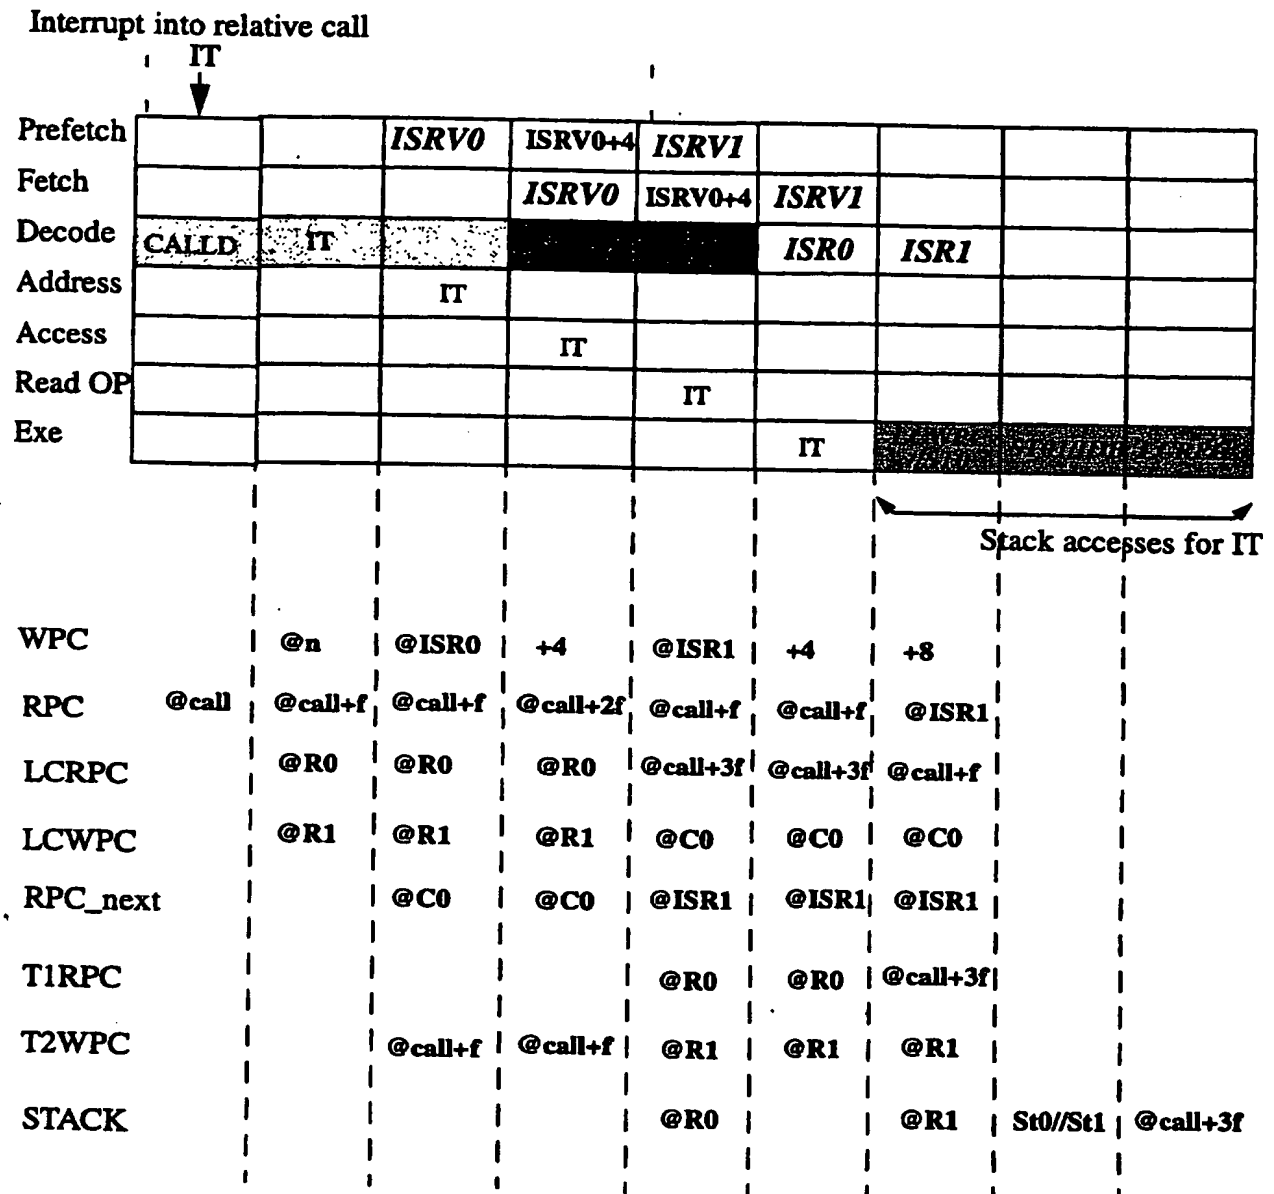 Interrupt into relative call
IT
Prefetch ISRV0 ISRV0+4 ISRV1
Fetch ISRV0 ISRV0+4 ISRV1
Decode CALLD IT ISR0 ISR1
Address IT
Access IT
Read OP IT
Exe IT
Stack accesses for IT
WPC @n @ISR0 +4 @ISR1 +4 +8
RPC @call @call+f @call+f @call+2f @call+f @call+f @ISR1
LCRPC @R0 @R0 @R0 @call+3f @call+3f @call+f
LCWPC @R1 @R1 @R1 @C0 @C0 @C0
RPC_next @C0 @C0 @ISR1 @ISR1 @ISR1
T1RPC @R0 @R0 @call+3f
T2WPC @call+f @call+f @R1 @R1 @R1
STACK @R0 @R1 St0//St1 @call+3f